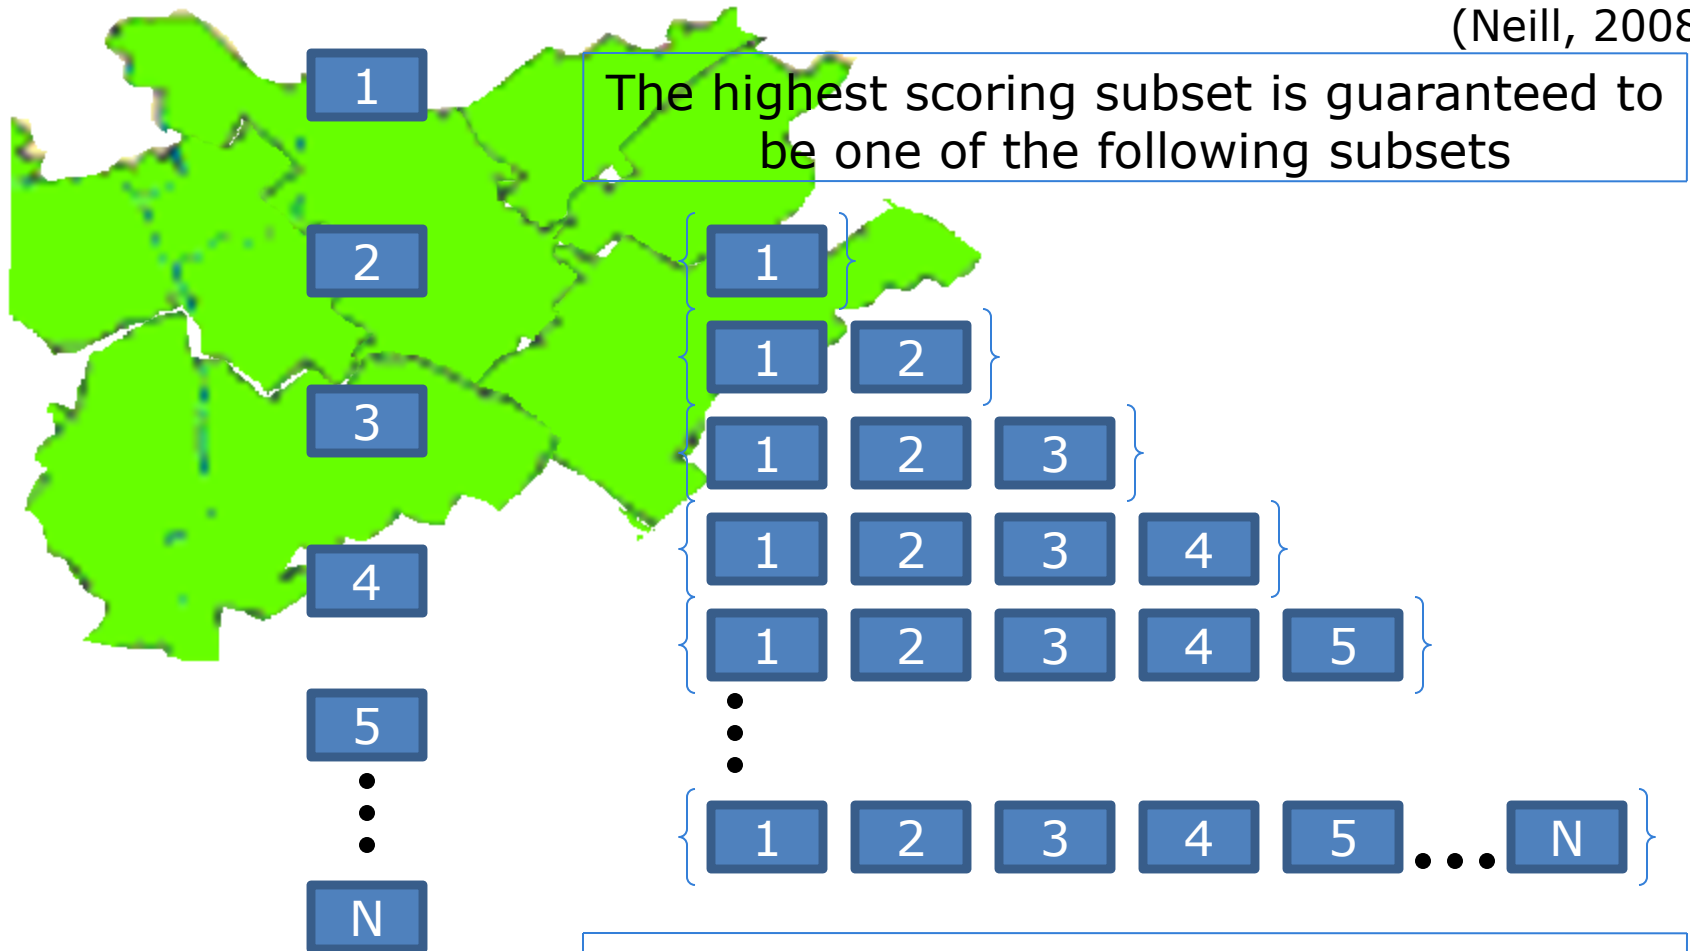 (Neill, 2008
The highest scoring subset is guaranteed to
be one of the following subsets
1
2
3
4
5
N
1
1 2
1 2 3
1 2 3 4
1 2 3 4 5
1 2 3 4 5 ... N